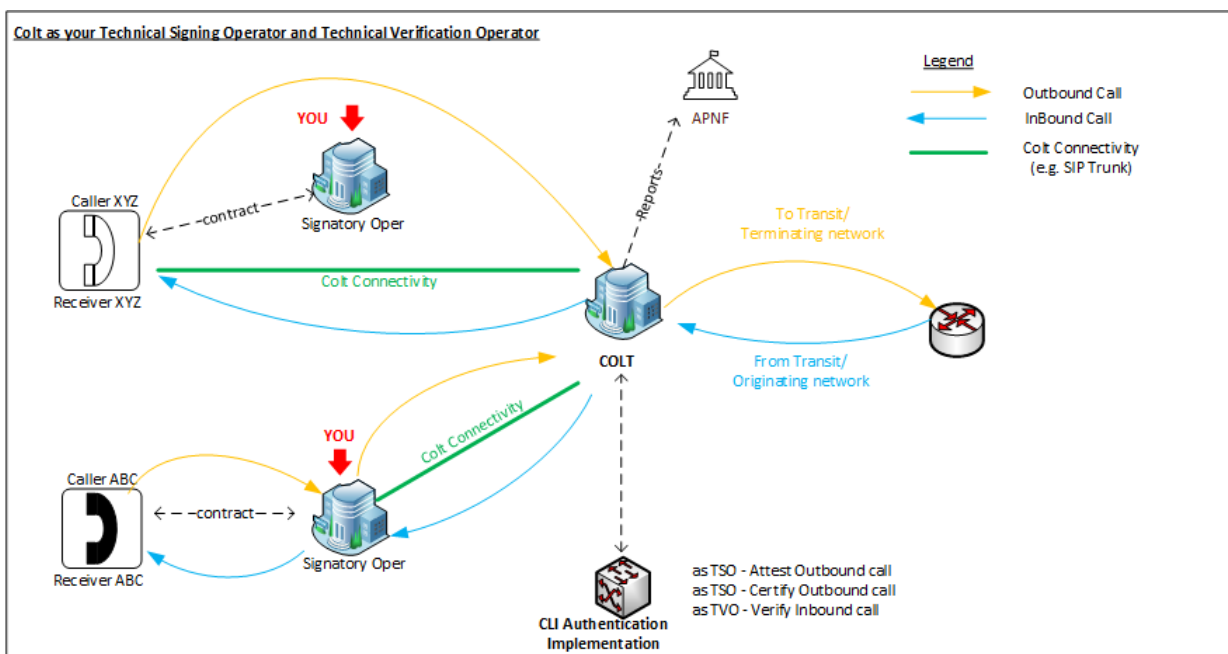 Colt as your Technical Signing Operator and Technical Verification Operator
Legend
Outbound Call
InBound Call
Colt Connectivity
(e.g. SIP Trunk)
APNF
YOU
Reports
Caller XYZ
contract
Signatory Oper
To Transit/
Terminating network
Colt Connectivity
Receiver XYZ
COLT
From Transit/
Originating network
Colt Connectivity
YOU
Caller ABC
contract
Signatory Oper
Receiver ABC
as TSO - Attest Outbound call
as TSO - Certify Outbound call
as TVO - Verify Inbound call
CLI Authentication
Implementation